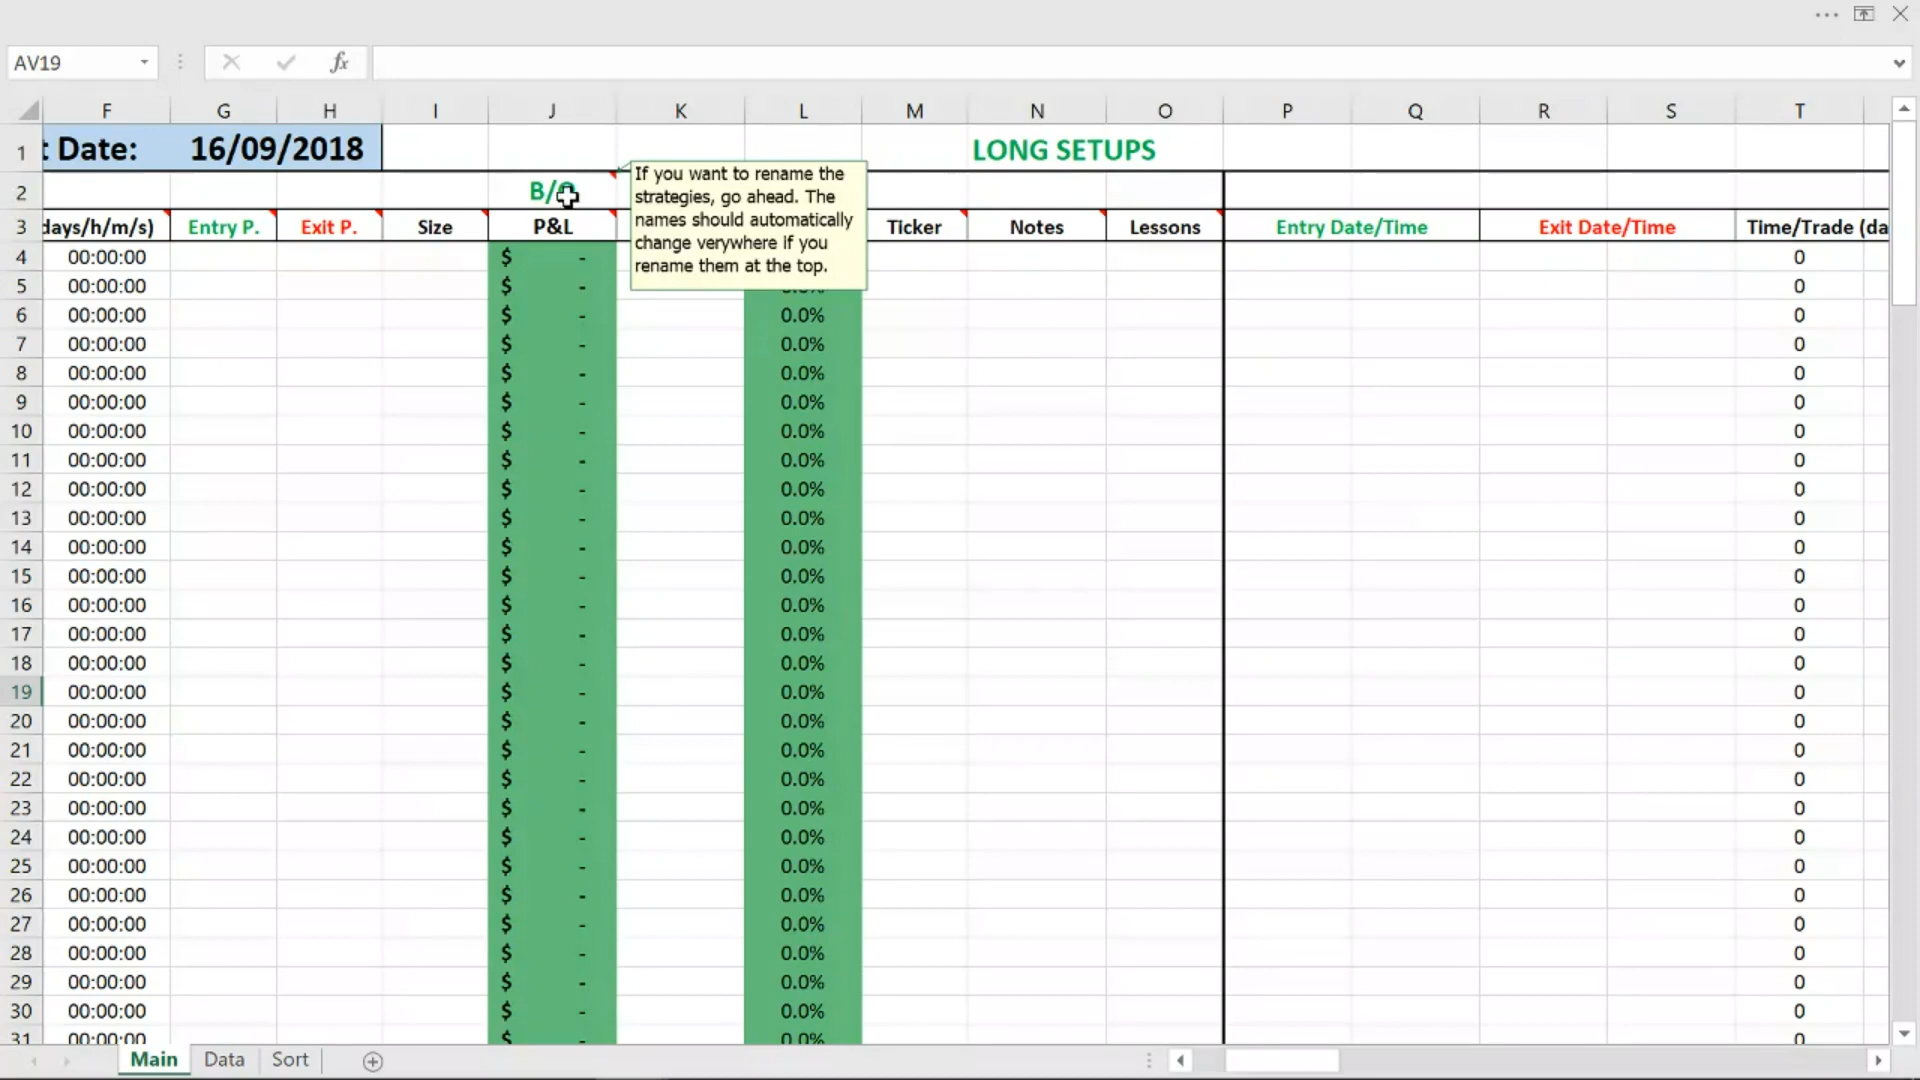 AV19
fx
F G H I J K L M N O P Q R S T
1 t Date: 16/09/2018 LONG SETUPS
2 B/O
If you want to rename the
strategies, go ahead. The
names should automatically
change verywhere if you
rename them at the top.
3 days/h/m/s) Entry P. Exit P. Size P&L Ticker Notes Lessons Entry Date/Time Exit Date/Time Time/Trade (da
4 00:00:00 $ - 0
5 00:00:00 $ - 0.0% 0
6 00:00:00 $ - 0.0% 0
7 00:00:00 $ - 0.0% 0
8 00:00:00 $ - 0.0% 0
9 00:00:00 $ - 0.0% 0
10 00:00:00 $ - 0.0% 0
11 00:00:00 $ - 0.0% 0
12 00:00:00 $ - 0.0% 0
13 00:00:00 $ - 0.0% 0
14 00:00:00 $ - 0.0% 0
15 00:00:00 $ - 0.0% 0
16 00:00:00 $ - 0.0% 0
17 00:00:00 $ - 0.0% 0
18 00:00:00 $ - 0.0% 0
19 00:00:00 $ - 0.0% 0
20 00:00:00 $ - 0.0% 0
21 00:00:00 $ - 0.0% 0
22 00:00:00 $ - 0.0% 0
23 00:00:00 $ - 0.0% 0
24 00:00:00 $ - 0.0% 0
25 00:00:00 $ - 0.0% 0
26 00:00:00 $ - 0.0% 0
27 00:00:00 $ - 0.0% 0
28 00:00:00 $ - 0.0% 0
29 00:00:00 $ - 0.0% 0
30 00:00:00 $ - 0.0% 0
31 00:00:00 $ - 0.0% 0
Main Data Sort